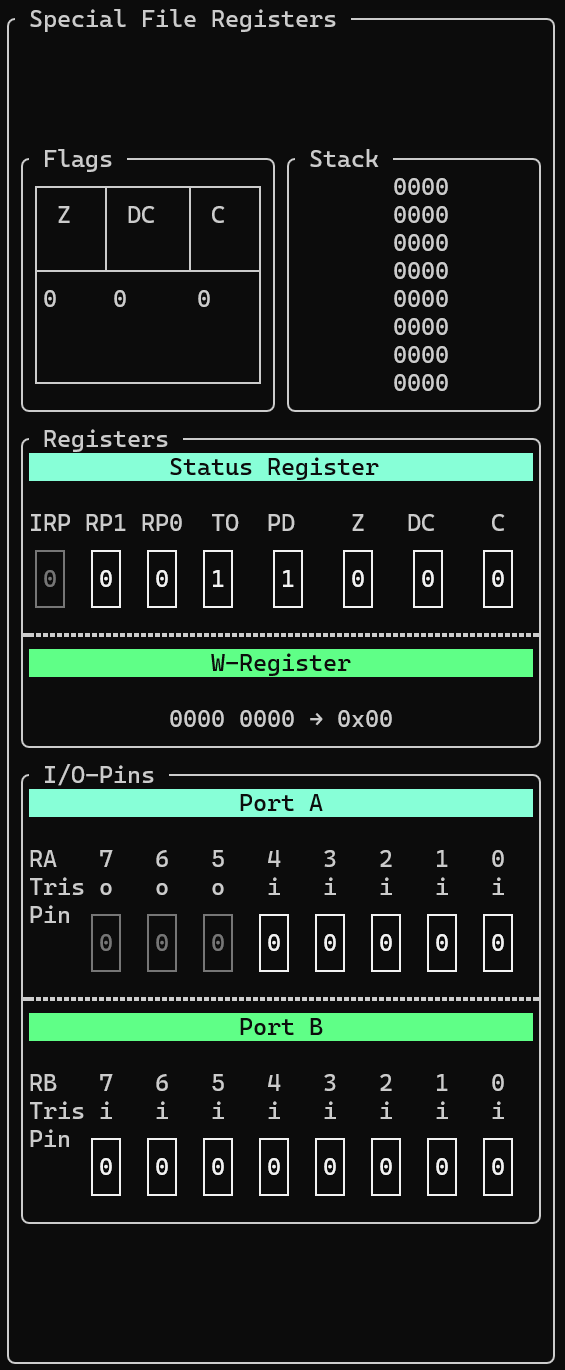 Special File Registers
Flags
Z DC C
0 0 0
Stack
0000
0000
0000
0000
0000
0000
0000
0000
Registers
Status Register
IRP RP1 RP0 TO PD Z DC C
0 0 0 1 1 0 0 0
W-Register
0000 0000 → 0x00
I/O-Pins
Port A
RA 7 6 5 4 3 2 1 0
Tris o o o i i i i i
Pin 0 0 0 0 0 0 0 0
Port B
RB 7 6 5 4 3 2 1 0
Tris i i i i i i i i
Pin 0 0 0 0 0 0 0 0